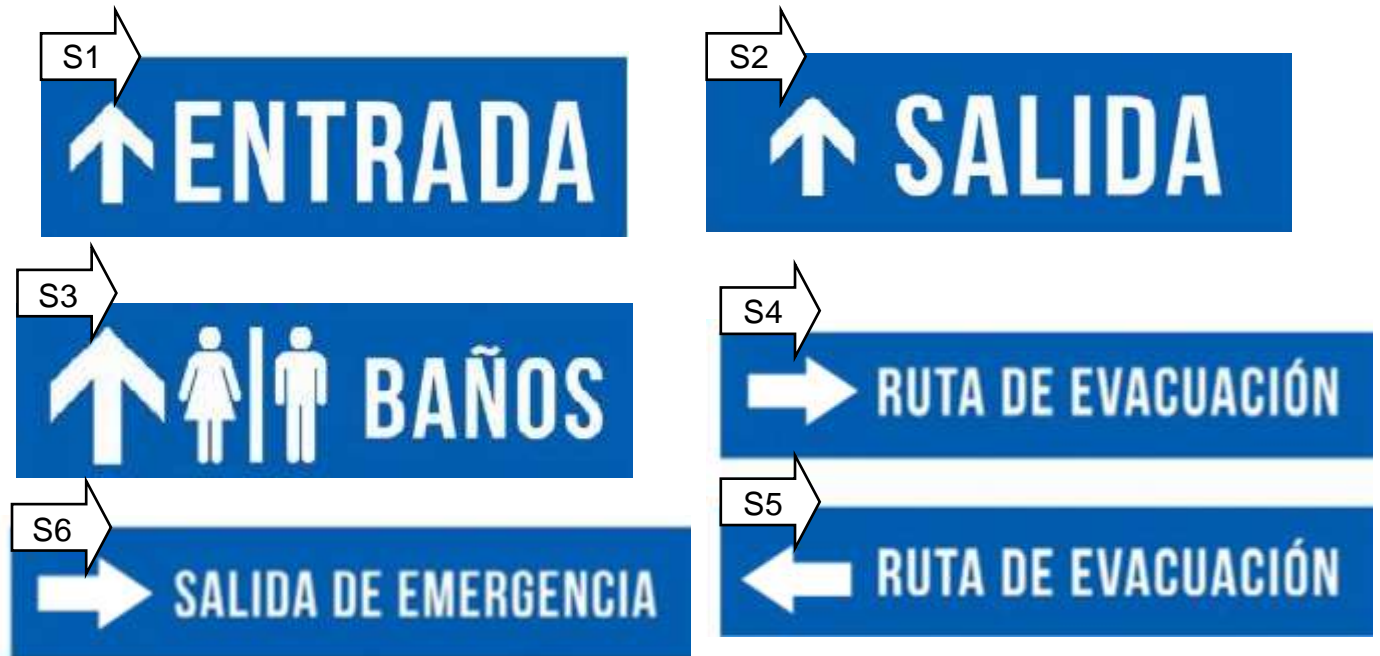 S1
ENTRADA
S2
SALIDA
S3
BAÑOS
S4
RUTA DE EVACUACIÓN
S6
SALIDA DE EMERGENCIA
S5
RUTA DE EVACUACIÓN